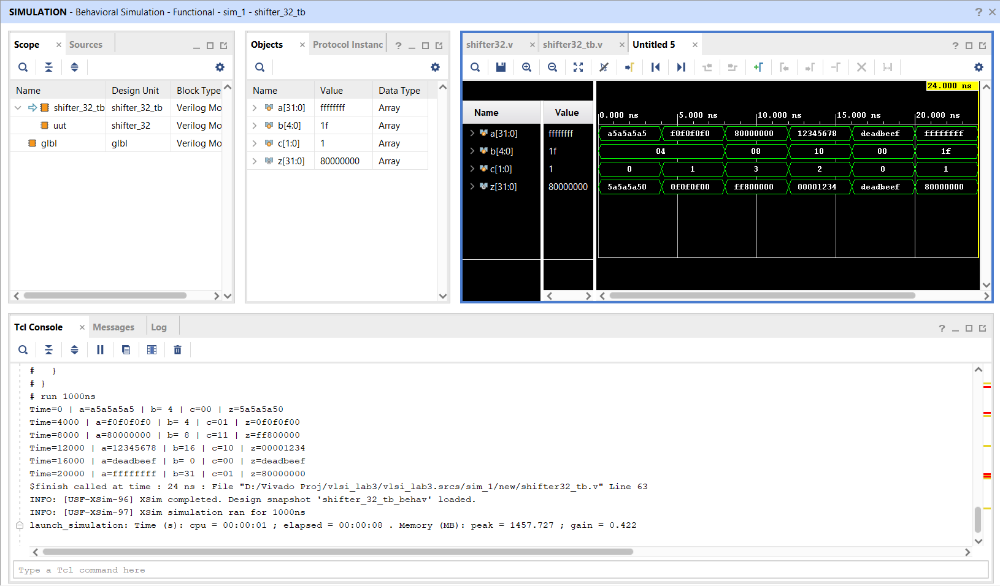 SIMULATION - Behavioral Simulation - Functional - sim_1 - shifter_32_tb
Scope
Sources
Name Design Unit Block Type
shifter_32_tb shifter_32_tb Verilog Mo
uut shifter_32 Verilog Mo
glbl glbl Verilog Mo
Objects
Protocol Instanc
Name Value Data Type
a[31:0] ffffffff Array
b[4:0] 1f Array
c[1:0] 1 Array
z[31:0] 80000000 Array
shifter32.v
shifter32_tb.v
Untitled 5
24.000 ns
Name Value
0.000 ns 5.000 ns 10.000 ns 15.000 ns 20.000 ns
a[31:0] ffffffff a5a5a5a5 f0f0f0f0 80000000 12345678 deadbeef ffffffff
b[4:0] 1f 04 08 10 00 1f
c[1:0] 1 0 1 3 2 0 1
z[31:0] 80000000 5a5a5a50 0f0f0f00 ff800000 00001234 deadbeef 80000000
Tcl Console
Messages
Log
# }
# }
# run 1000ns
Time=0 | a=a5a5a5a5 | b= 4 | c=00 | z=5a5a5a50
Time=4000 | a=f0f0f0f0 | b= 4 | c=01 | z=0f0f0f00
Time=8000 | a=80000000 | b= 8 | c=11 | z=ff800000
Time=12000 | a=12345678 | b=16 | c=10 | z=00001234
Time=16000 | a=deadbeef | b= 0 | c=00 | z=deadbeef
Time=20000 | a=ffffffff | b=31 | c=01 | z=80000000
$finish called at time : 24 ns : File "D:/Vivado Proj/vlsi_lab3/vlsi_lab3.srcs/sim_1/new/shifter32_tb.v" Line 63
INFO: [USF-XSim-96] XSim completed. Design snapshot 'shifter_32_tb_behav' loaded.
INFO: [USF-XSim-97] XSim simulation ran for 1000ns
launch_simulation: Time (s): cpu = 00:00:01 ; elapsed = 00:00:08 . Memory (MB): peak = 1457.727 ; gain = 0.422
Type a Tcl command here